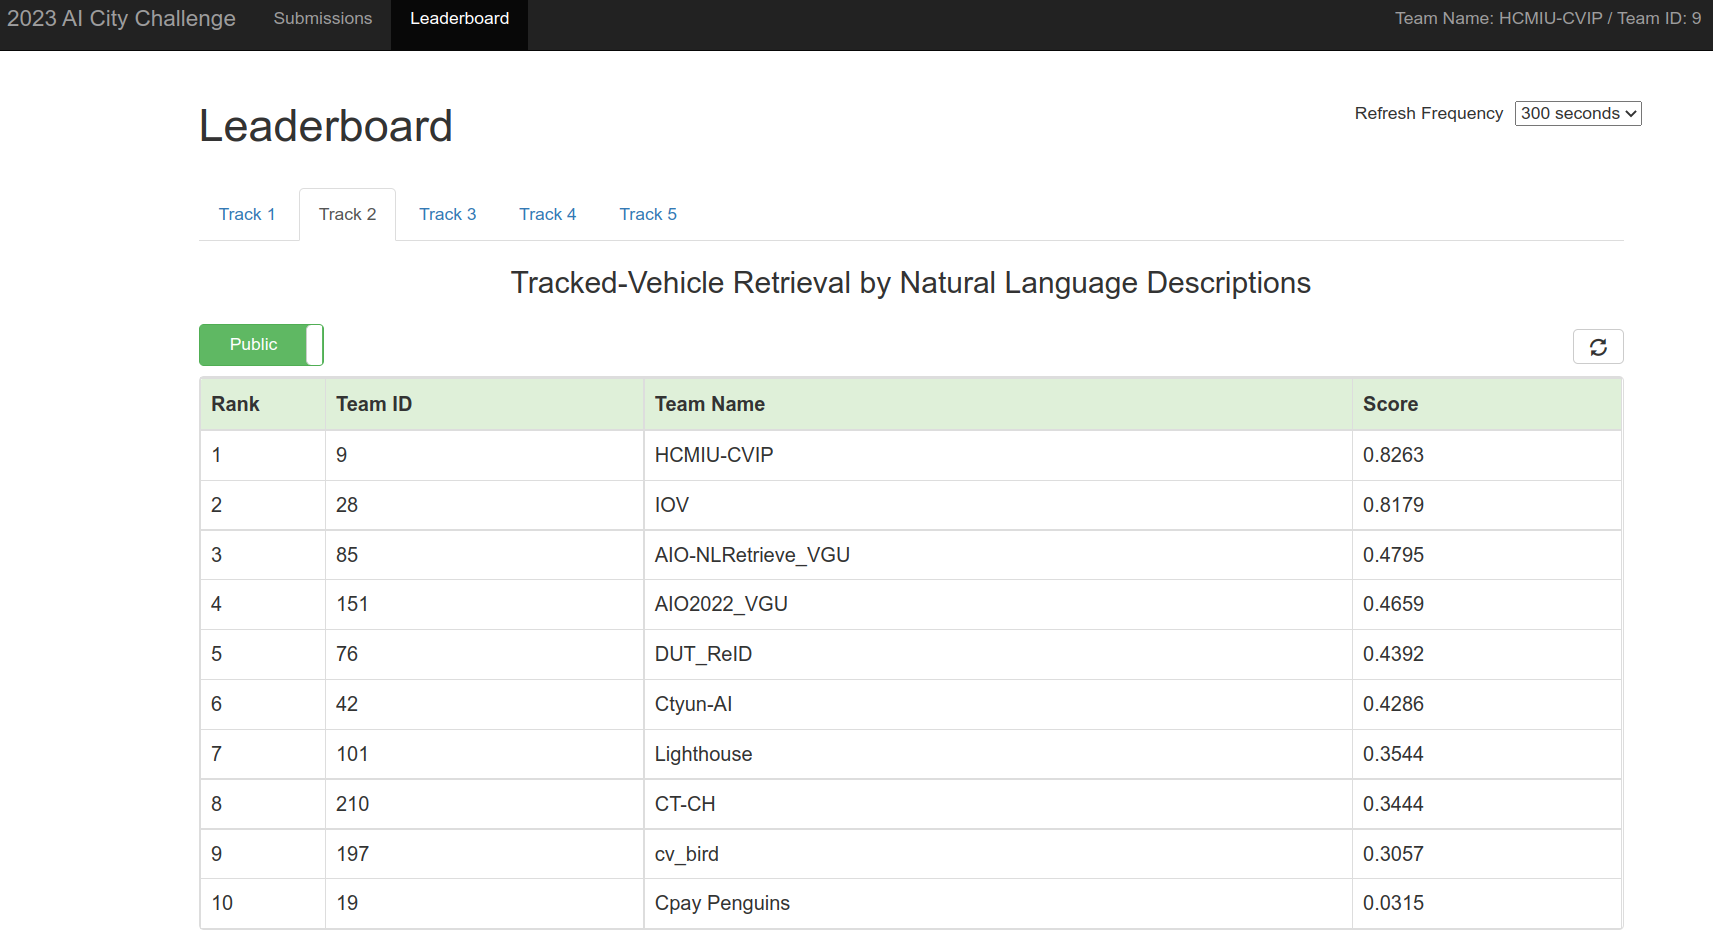 2023 AI City Challenge Submissions Leaderboard Team Name: HCMIU-CVIP / Team ID: 9
Leaderboard
Refresh Frequency 300 seconds
Track 1 Track 2 Track 3 Track 4 Track 5
Tracked-Vehicle Retrieval by Natural Language Descriptions
Public
Rank Team ID Team Name Score
1 9 HCMIU-CVIP 0.8263
2 28 IOV 0.8179
3 85 AIO-NLRetrieve_VGU 0.4795
4 151 AIO2022_VGU 0.4659
5 76 DUT_ReID 0.4392
6 42 Ctyun-AI 0.4286
7 101 Lighthouse 0.3544
8 210 CT-CH 0.3444
9 197 cv_bird 0.3057
10 19 Cpay Penguins 0.0315